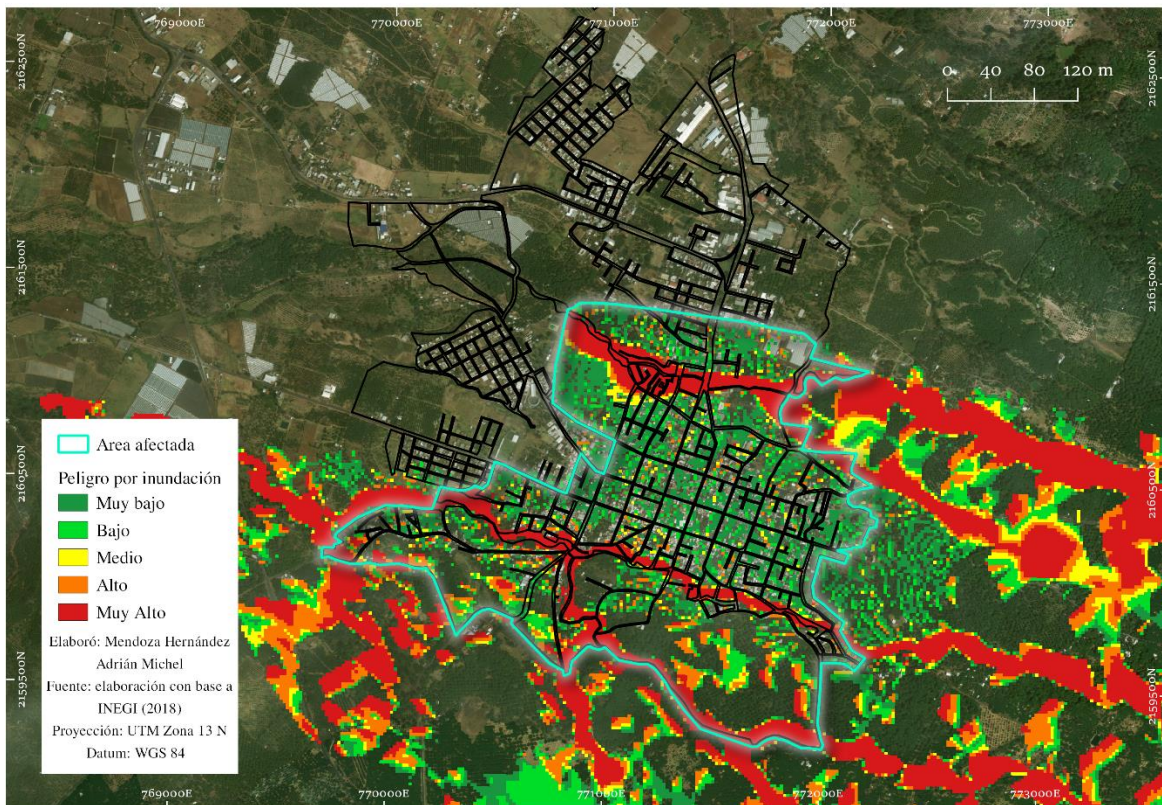 769000E 770000E 771000E 772000E 773000E
2162500N
2162500N
0 40 80 120 m
2161500N
2161500N
2160500N
2160500N
2159500N
2159500N
Area afectada
Peligro por inundación
Muy bajo
Bajo
Medio
Alto
Muy Alto
Elaboró: Mendoza Hernández
Adrián Michel
Fuente: elaboración con base a
INEGI (2018)
Proyección: UTM Zona 13 N
Datum: WGS 84
769000E 770000E 771000E 772000E 773000E